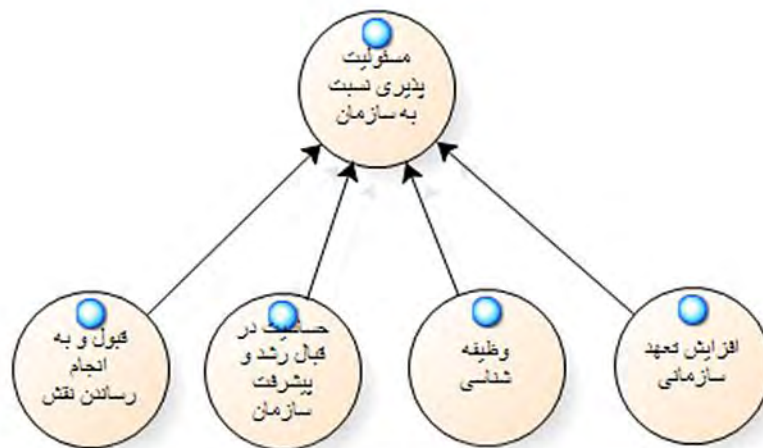 مسئولیت
پذیری نسبت
به سازمان
افزایش تعهد
سازمانی
وظیفه
شناسی
حساسیت در
قبال رشد و
پیشرفت
سازمان
قبول و به
انجام
رساندن نقش